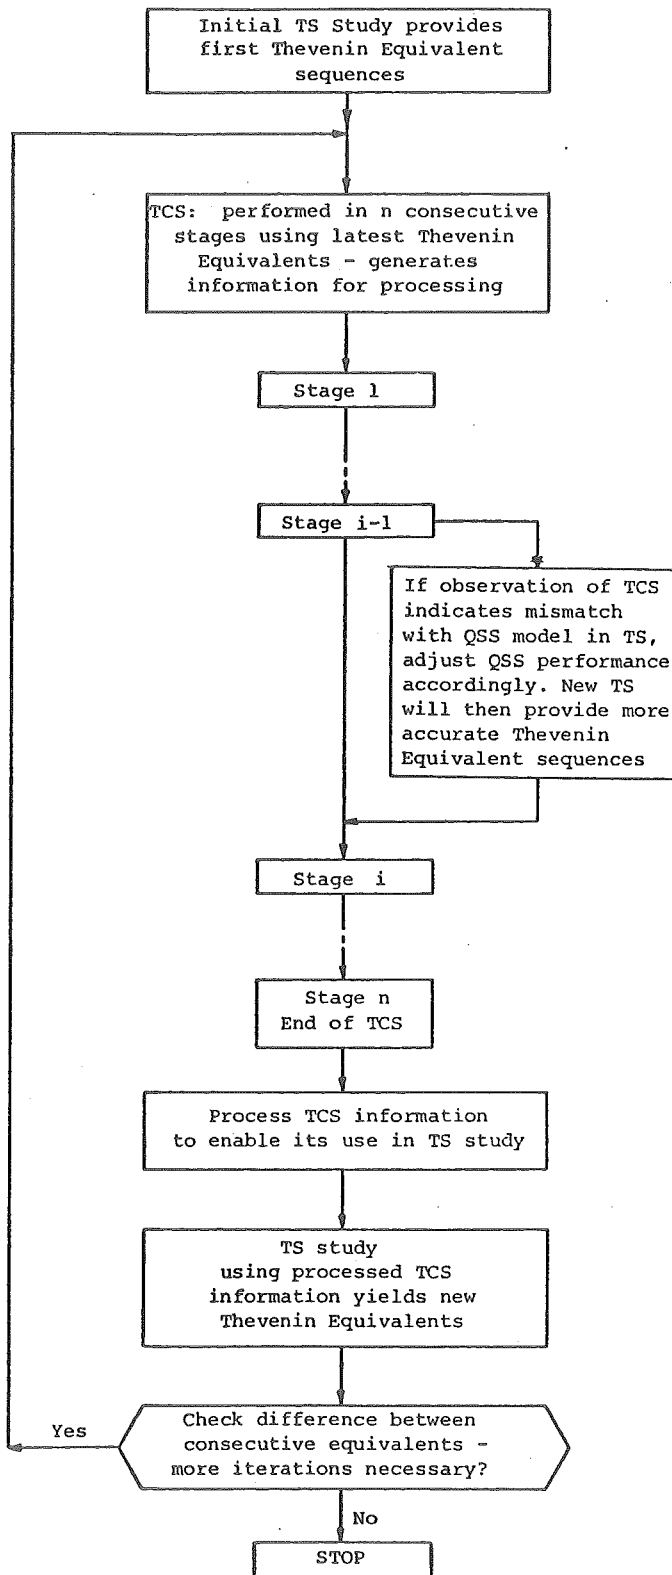 Initial TS Study provides
first Thevenin Equivalent
sequences
TCS: performed in n consecutive
stages using latest Thevenin
Equivalents - generates
information for processing
Stage 1
Stage i-1
If observation of TCS
indicates mismatch
with QSS model in TS,
adjust QSS performance
accordingly. New TS
will then provide more
accurate Thevenin
Equivalent sequences
Stage i
Stage n
End of TCS
Process TCS information
to enable its use in TS study
TS study
using processed TCS
information yields new
Thevenin Equivalents
Check difference between
consecutive equivalents -
more iterations necessary?
Yes
No
STOP